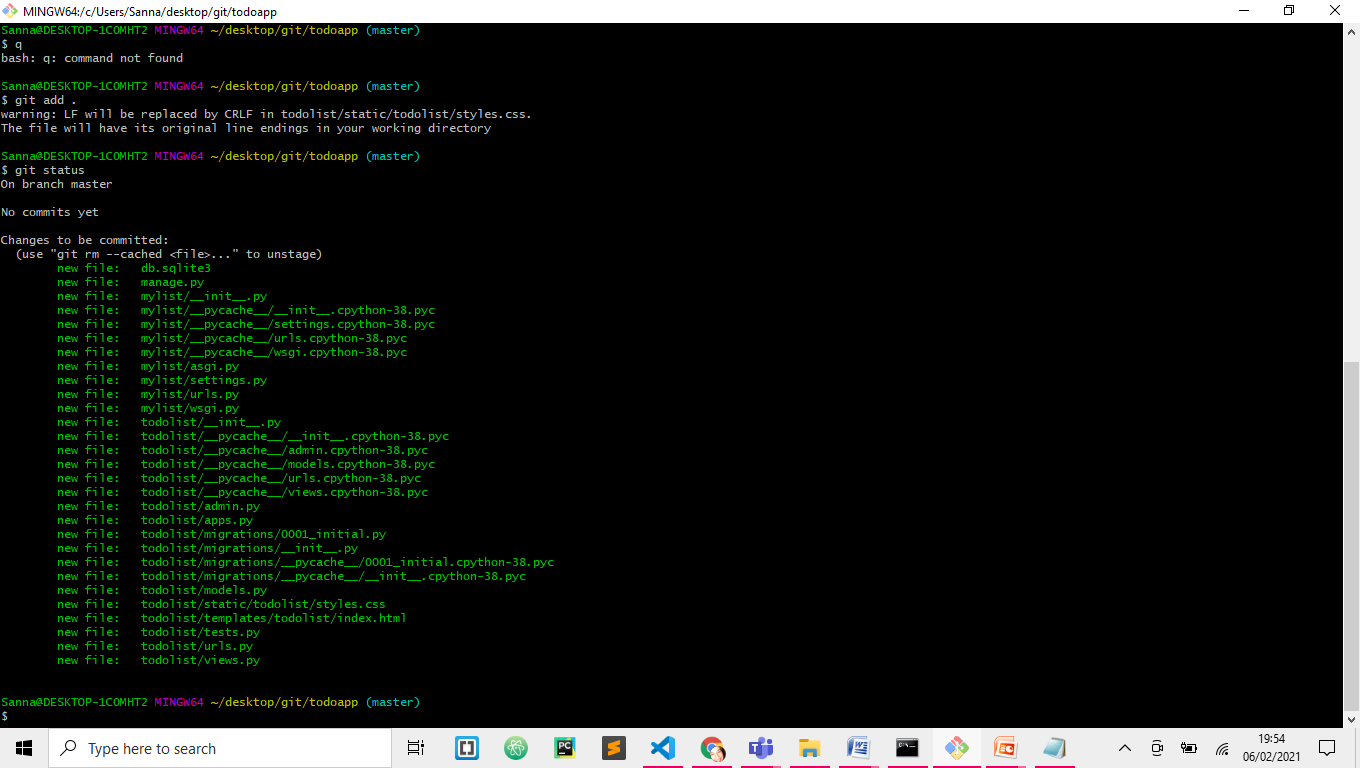 MINGW64:/c/Users/Sanna/desktop/git/todoapp
Sanna@DESKTOP-1COMHT2 MINGW64 ~/desktop/git/todoapp (master)
$ q
bash: q: command not found
Sanna@DESKTOP-1COMHT2 MINGW64 ~/desktop/git/todoapp (master)
$ git add .
warning: LF will be replaced by CRLF in todolist/static/todolist/styles.css.
The file will have its original line endings in your working directory
Sanna@DESKTOP-1COMHT2 MINGW64 ~/desktop/git/todoapp (master)
$ git status
On branch master
No commits yet
Changes to be committed:
  (use "git rm --cached <file>..." to unstage)
        new file:   db.sqlite3
        new file:   manage.py
        new file:   mylist/__init__.py
        new file:   mylist/__pycache__/__init__.cpython-38.pyc
        new file:   mylist/__pycache__/settings.cpython-38.pyc
        new file:   mylist/__pycache__/urls.cpython-38.pyc
        new file:   mylist/__pycache__/wsgi.cpython-38.pyc
        new file:   mylist/asgi.py
        new file:   mylist/settings.py
        new file:   mylist/urls.py
        new file:   mylist/wsgi.py
        new file:   todolist/__init__.py
        new file:   todolist/__pycache__/__init__.cpython-38.pyc
        new file:   todolist/__pycache__/admin.cpython-38.pyc
        new file:   todolist/__pycache__/models.cpython-38.pyc
        new file:   todolist/__pycache__/urls.cpython-38.pyc
        new file:   todolist/__pycache__/views.cpython-38.pyc
        new file:   todolist/admin.py
        new file:   todolist/apps.py
        new file:   todolist/migrations/0001_initial.py
        new file:   todolist/migrations/__init__.py
        new file:   todolist/migrations/__pycache__/0001_initial.cpython-38.pyc
        new file:   todolist/migrations/__pycache__/__init__.cpython-38.pyc
        new file:   todolist/models.py
        new file:   todolist/static/todolist/styles.css
        new file:   todolist/templates/todolist/index.html
        new file:   todolist/tests.py
        new file:   todolist/urls.py
        new file:   todolist/views.py
Sanna@DESKTOP-1COMHT2 MINGW64 ~/desktop/git/todoapp (master)
$
Type here to search
PC
EC
19:54
06/02/2021